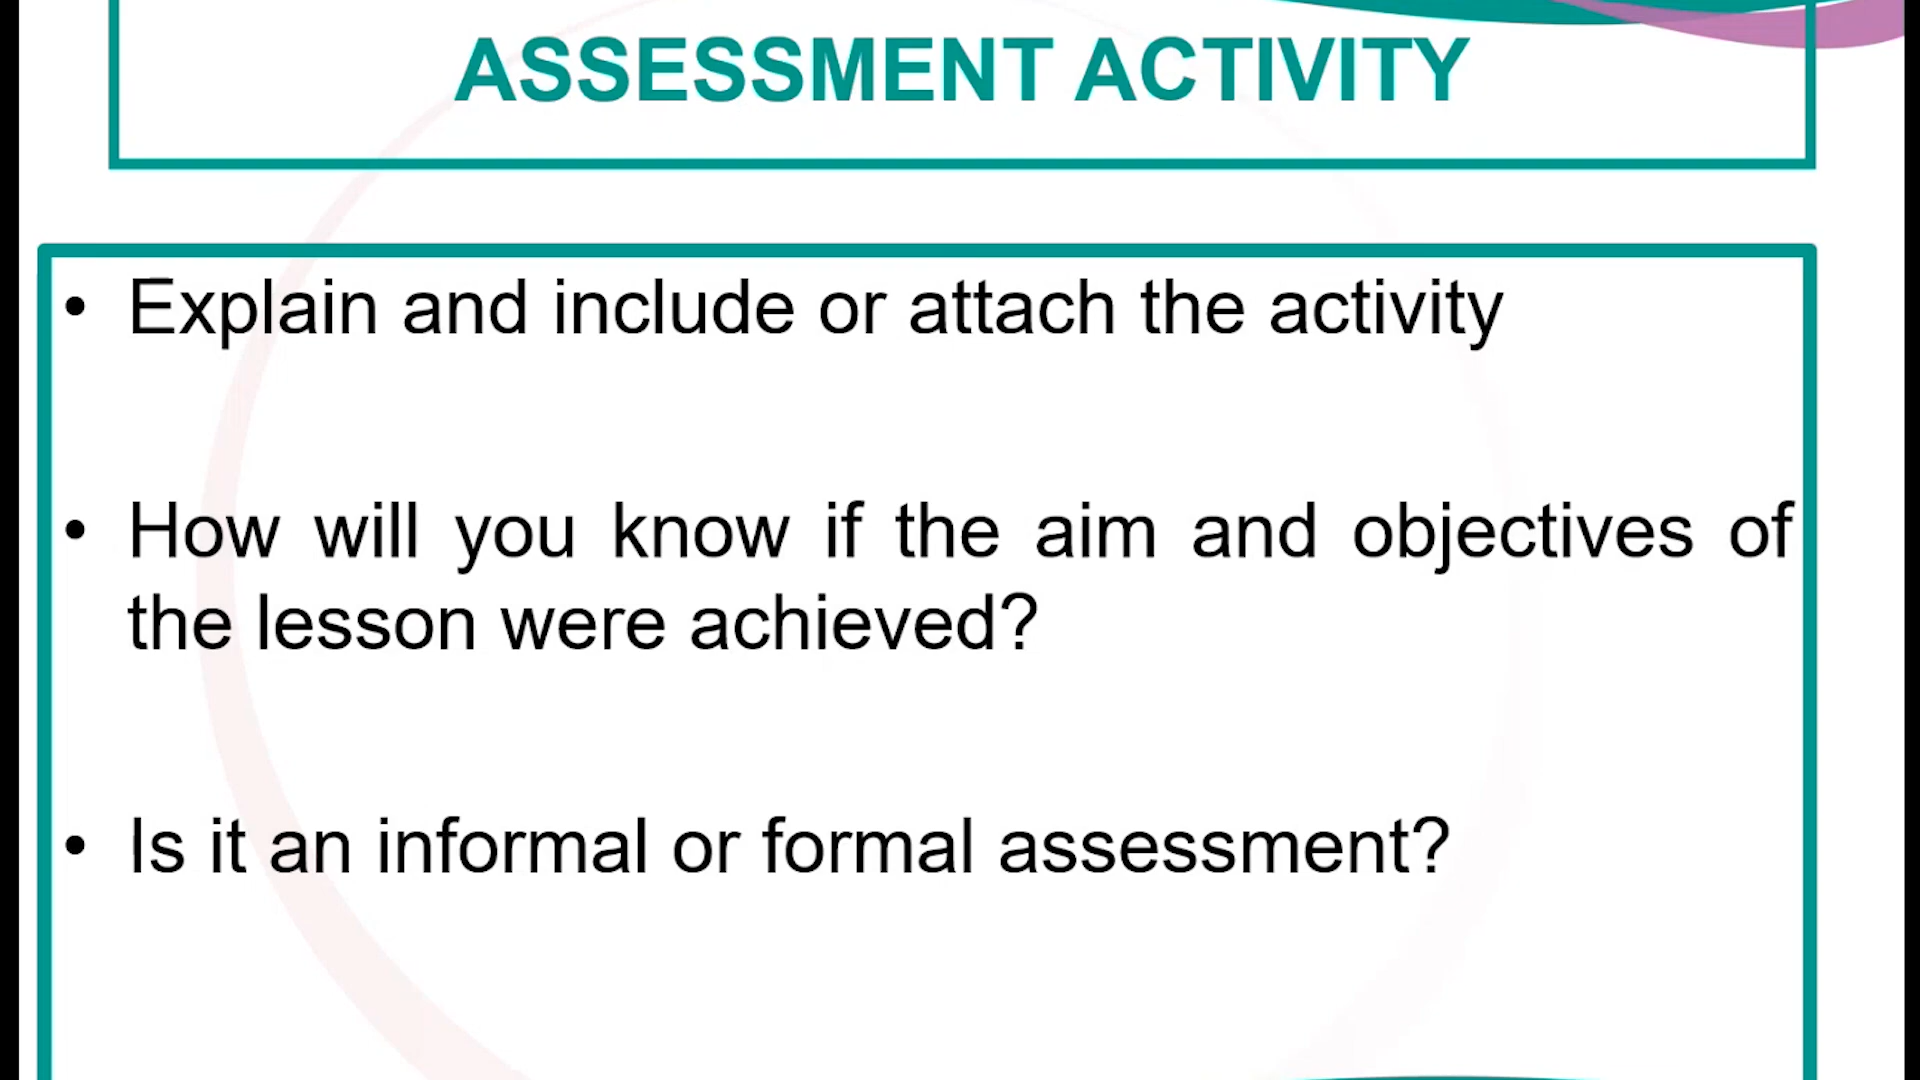 ASSESSMENT ACTIVITY
• Explain and include or attach the activity
• How will you know if the aim and objectives of
the lesson were achieved?
• Is it an informal or formal assessment?